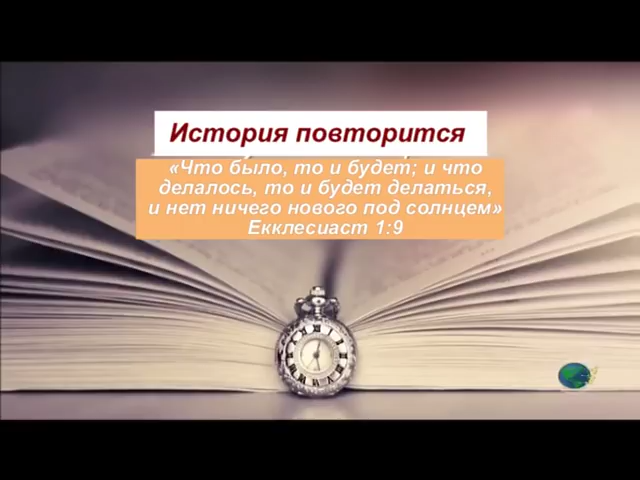 История повторится
«Что было, то и будет; и что
делалось, то и будет делаться,
и нет ничего нового под солнцем»
Екклесиаст 1:9